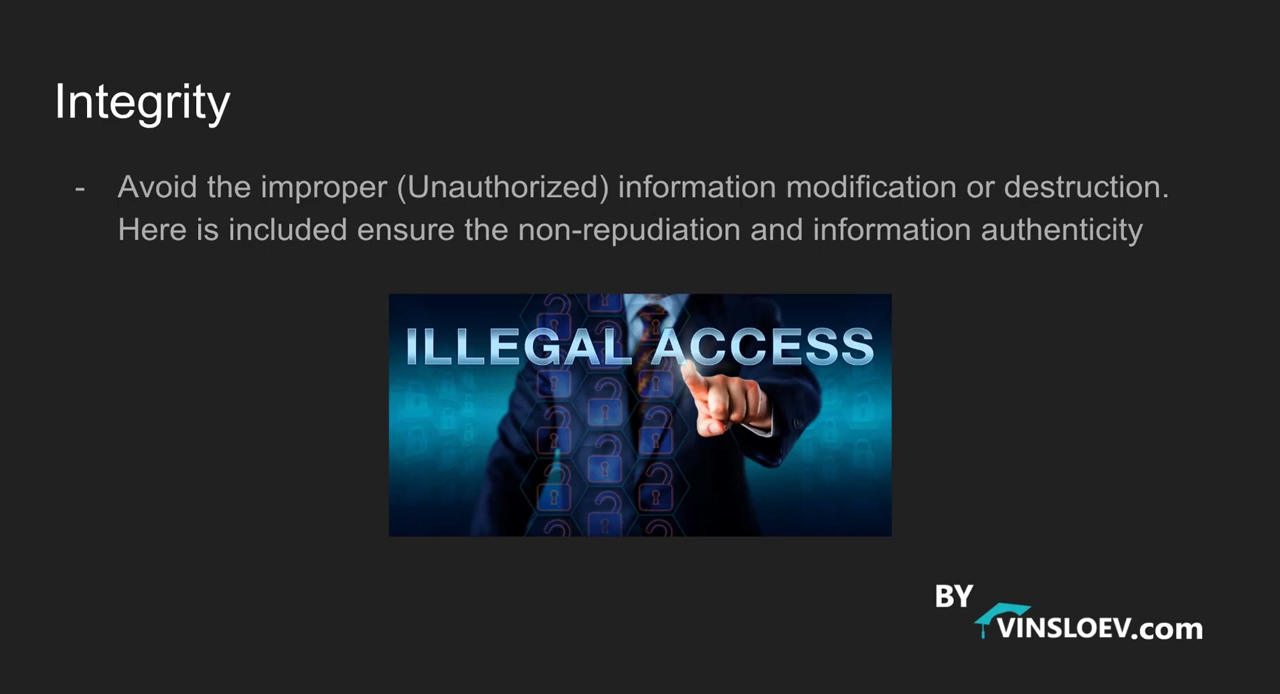 Integrity
- Avoid the improper (Unauthorized) information modification or destruction.
Here is included ensure the non-repudiation and information authenticity
ILLEGAL ACCESS
BY
VINSLOEV.com